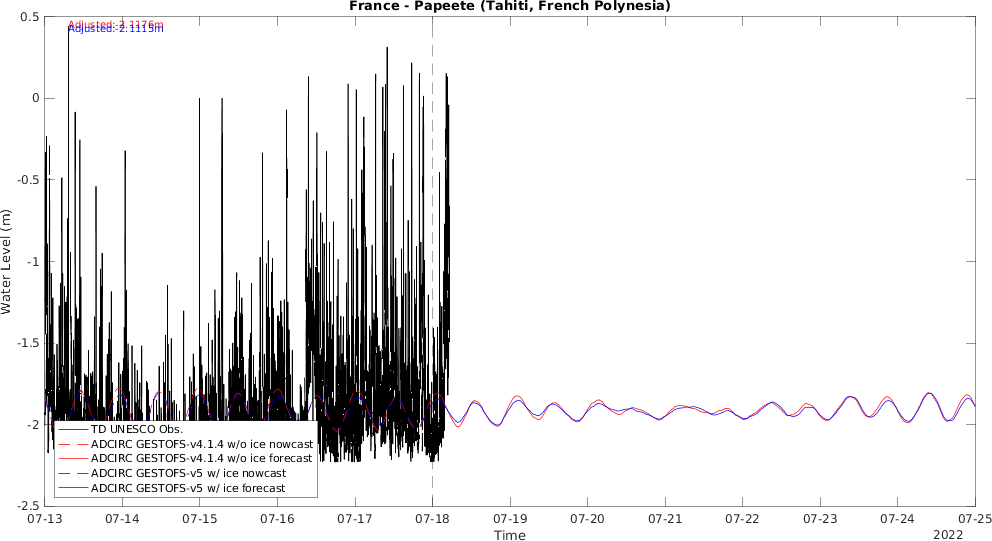 France - Papeete (Tahiti, French Polynesia)
Adjusted:-2.1176m
Adjusted:-2.1115m
Water Level (m)
0.5
0
-0.5
-1
-1.5
-2
-2.5
TD UNESCO Obs.
ADCIRC GESTOFS-v4.1.4 w/o ice nowcast
ADCIRC GESTOFS-v4.1.4 w/o ice forecast
ADCIRC GESTOFS-v5 w/ ice nowcast
ADCIRC GESTOFS-v5 w/ ice forecast
07-13 07-14 07-15 07-16 07-17 07-18 07-19 07-20 07-21 07-22 07-23 07-24 07-25
Time
2022